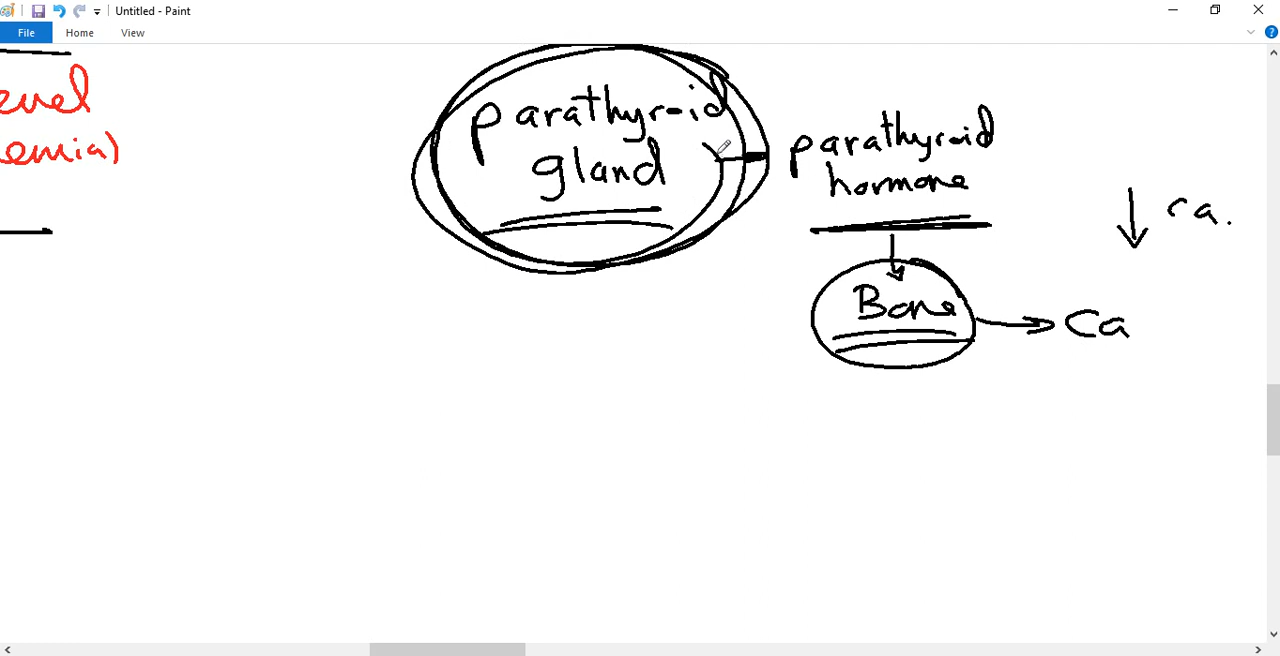 Untitled - Paint
File Home View
evel
emia)
parathyroid
gland
parathyroid
hormone
ca.
Bone
Ca